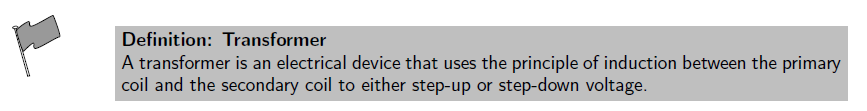 Definition: Transformer
A transformer is an electrical device that uses the principle of induction between the primary
coil and the secondary coil to either step-up or step-down voltage.